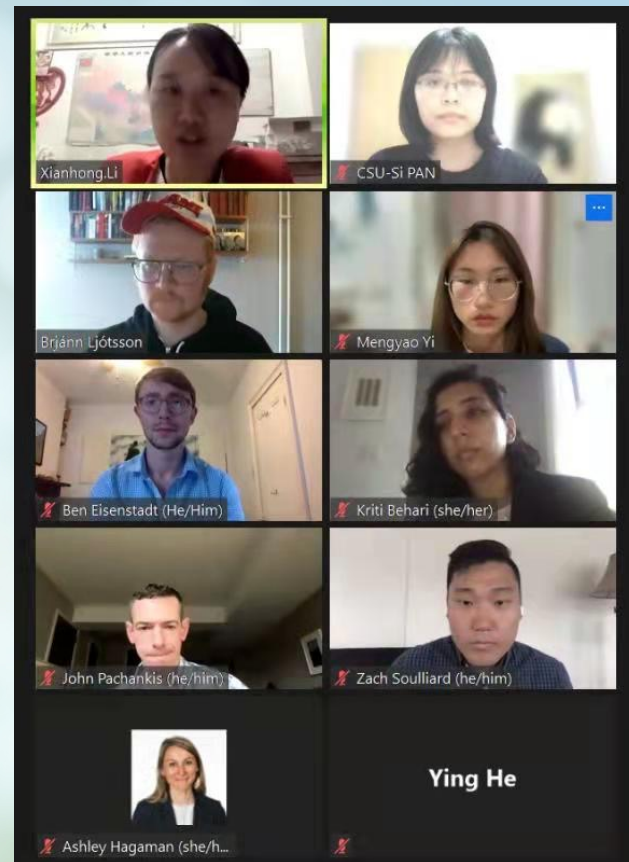 Xianhong.Li
CSU-Si PAN
Brjánn Ljótsson
Mengyao Yi
Ben Eisenstadt (He/Him)
Kriti Behari (she/her)
John Pachankis (he/him)
Zach Soulliard (he/him)
Ashley Hagaman (she/h...
Ying He